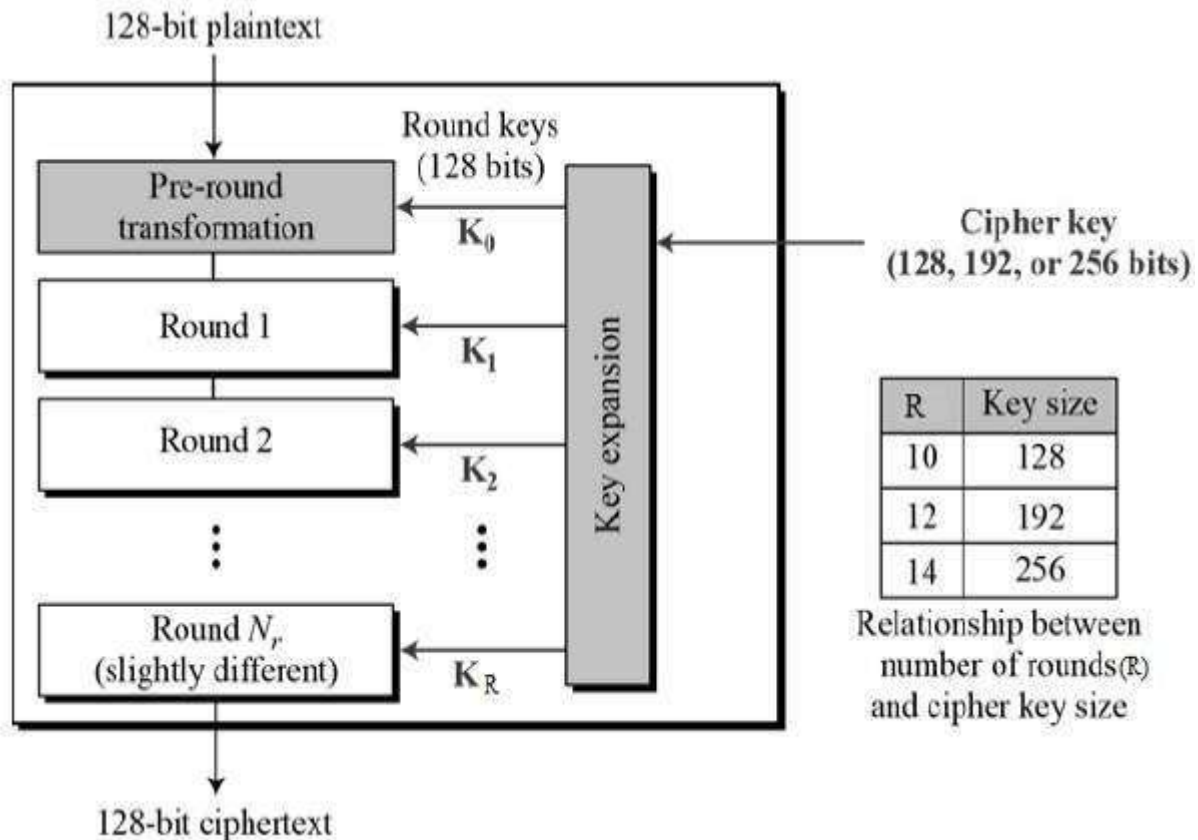 128-bit plaintext
Round keys
(128 bits)
Pre-round
transformation
K0
Cipher key
(128, 192, or 256 bits)
Round 1
K1
Key expansion
Round 2
K2
R Key size
10 128
12 192
14 256
Relationship between
number of rounds(R)
and cipher key size
Round Nr
(slightly different)
KR
128-bit ciphertext